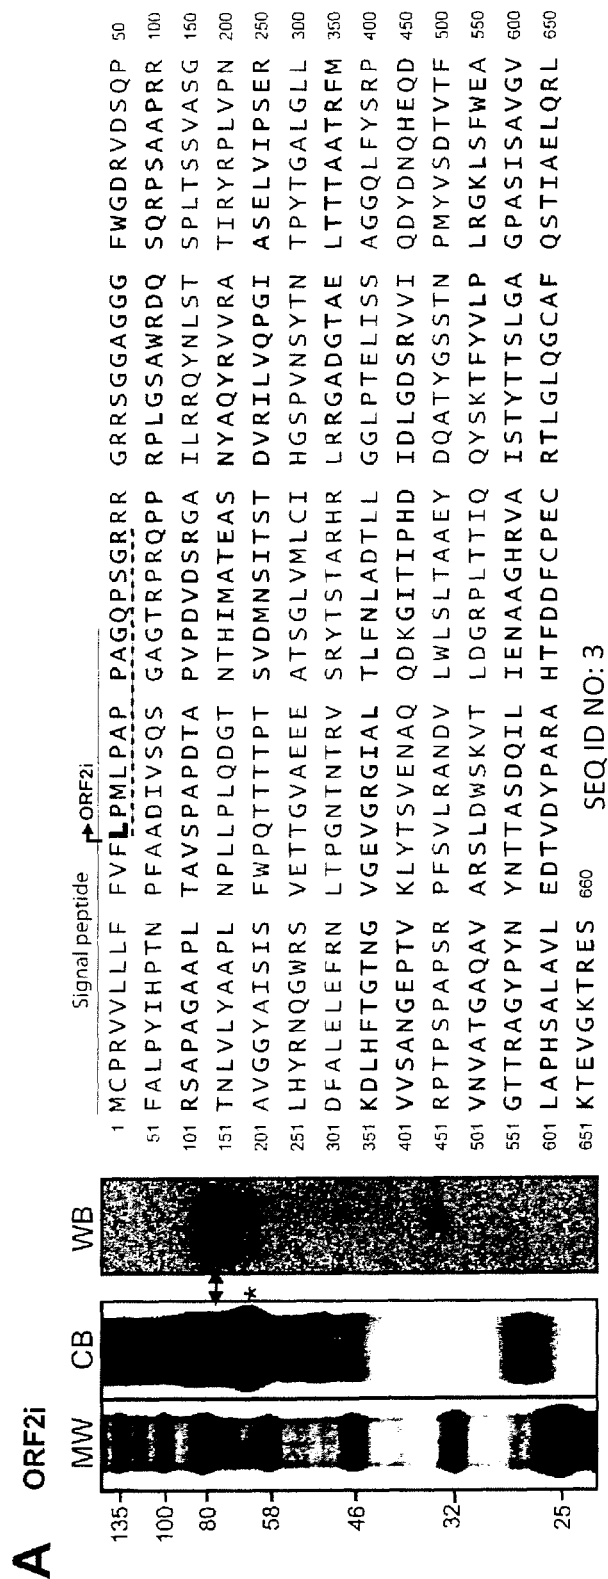 A
ORF2i
MW CB WB
135
100
80
58
46
32
25
*
Signal peptide
ORF2i
1 MCPRVVLLLF FVFLPMLPAP PAGQPSGRRR GRRSGGAGGG FWGDRVDSQP 50
51 FALPYIHPTN PFAADIVSQS GAGTRPRQPP RPLGSAWRDQ SQRPSAAPRR 100
101 RSAPAGAAPL TAVSPAPDTA PVPDVDSRGA ILRRQYNLST SPLTSSVASG 150
151 TNLVLYAAPL NPLLPLQDGT NTHIMATEAS NYAQYRVVRA TIRYRPLVPN 200
201 AVGGYAISIS FWPQTTTTPT SVDMNSITST DVRILVQPGI ASELVIPSER 250
251 LHYRNQGWRS VETTGVAEEE ATSGLVMLCI HGSPVNSYTN TPYTGALGLL 300
301 DFALELEFRN LTPGNTNTRV SRYTSTARHR LRRGADGTAE LTTTAATRFM 350
351 KDLHFTGTNG VGEVGRGIAL TLFNLADTLL GGLPTELISS AGGQLFYSRP 400
401 VVSANGEPTV KLYTSVENAQ QDKGITIPHD IDLGDSRVVI QDYDNQHEQD 450
451 RPTPSPAPSR PFSVLRANDV LWLSLTAAEY DQATYGSSTN PMYVSDTVTF 500
501 VNVATGAQAV ARSLDWSKVT LDGRPLTTIQ QYSKTFYVLP LRGKLSFWEA 550
551 GTTRAGYPYN YNTTASDQIL IENAAGHRVA ISTYTTSLGA GPASISAVGV 600
601 LAPHSALAVL EDTVDYPARA HTFDDFCPEC RTLGLQGCAF QSTIAELQRL 650
651 KTEVGKTRES 660
SEQ ID NO: 3